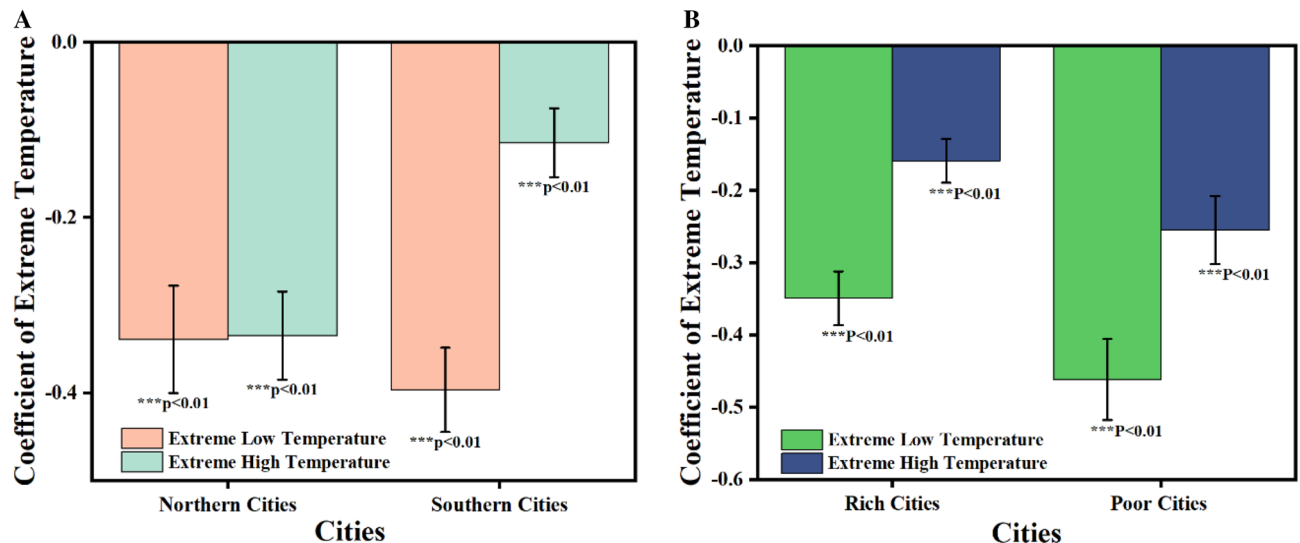 A
Coefficient of Extreme Temperature
0.0
-0.2
-0.4
***p<0.01
***p<0.01
***p<0.01
***p<0.01
Extreme Low Temperature
Extreme High Temperature
Northern Cities
Southern Cities
Cities
B
Coefficient of Extreme Temperature
0.0
-0.1
-0.2
-0.3
-0.4
-0.5
-0.6
***P<0.01
***P<0.01
***P<0.01
***P<0.01
Extreme Low Temperature
Extreme High Temperature
Rich Cities
Poor Cities
Cities